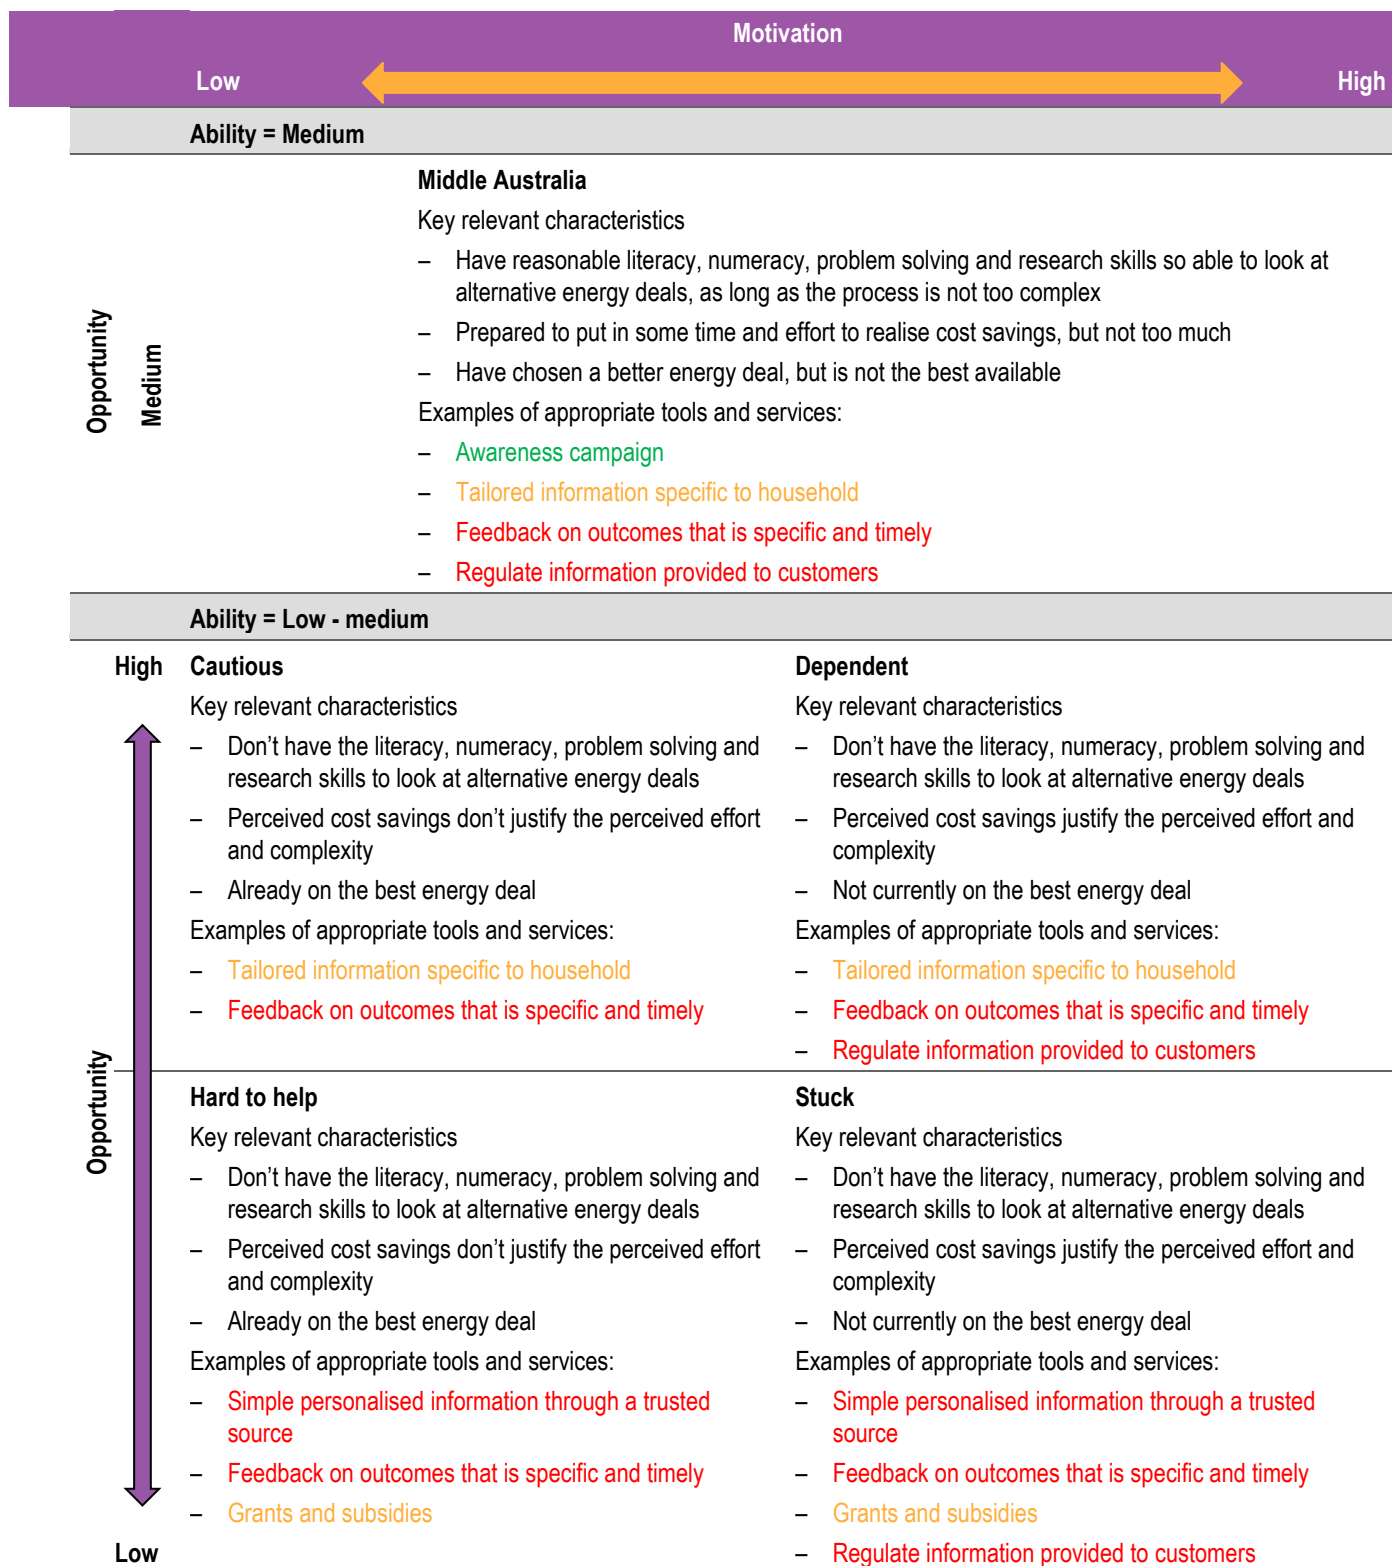 Motivation
Low
High
Ability = Medium
Opportunity
Medium
Middle Australia
Key relevant characteristics
– Have reasonable literacy, numeracy, problem solving and research skills so able to look at
alternative energy deals, as long as the process is not too complex
– Prepared to put in some time and effort to realise cost savings, but not too much
– Have chosen a better energy deal, but is not the best available
Examples of appropriate tools and services:
– Awareness campaign
– Tailored information specific to household
– Feedback on outcomes that is specific and timely
– Regulate information provided to customers
Ability = Low - medium
Opportunity
High
Cautious
Key relevant characteristics
– Don’t have the literacy, numeracy, problem solving and
research skills to look at alternative energy deals
– Perceived cost savings don’t justify the perceived effort
and complexity
– Already on the best energy deal
Examples of appropriate tools and services:
– Tailored information specific to household
– Feedback on outcomes that is specific and timely
Dependent
Key relevant characteristics
– Don’t have the literacy, numeracy, problem solving and
research skills to look at alternative energy deals
– Perceived cost savings justify the perceived effort and
complexity
– Not currently on the best energy deal
Examples of appropriate tools and services:
– Tailored information specific to household
– Feedback on outcomes that is specific and timely
– Regulate information provided to customers
Hard to help
Key relevant characteristics
– Don’t have the literacy, numeracy, problem solving and
research skills to look at alternative energy deals
– Perceived cost savings don’t justify the perceived effort
and complexity
– Already on the best energy deal
Examples of appropriate tools and services:
– Simple personalised information through a trusted
source
– Feedback on outcomes that is specific and timely
– Grants and subsidies
Low
Stuck
Key relevant characteristics
– Don’t have the literacy, numeracy, problem solving and
research skills to look at alternative energy deals
– Perceived cost savings justify the perceived effort and
complexity
– Not currently on the best energy deal
Examples of appropriate tools and services:
– Simple personalised information through a trusted
source
– Feedback on outcomes that is specific and timely
– Grants and subsidies
– Regulate information provided to customers